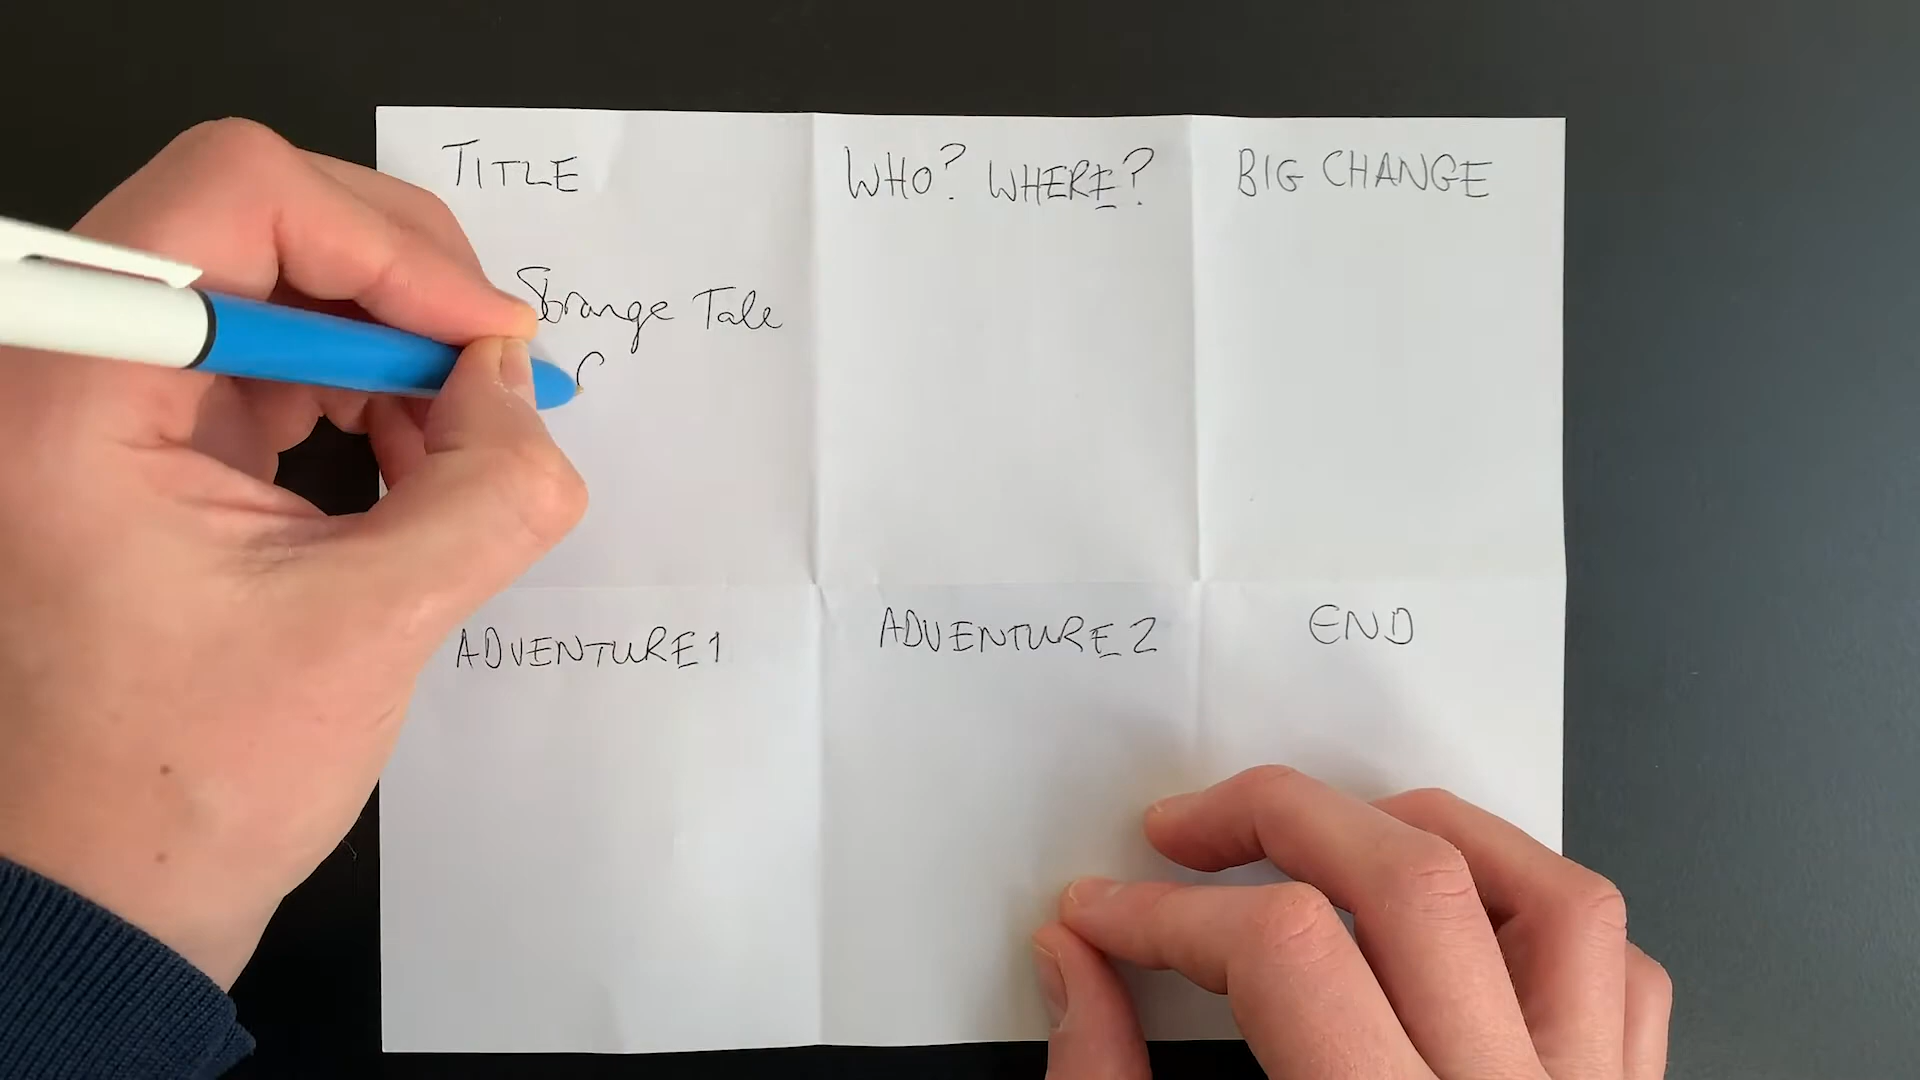 TITLE
Strange Tale
WHO? WHERE?
BIG CHANGE
ADVENTURE 1
ADVENTURE 2
END